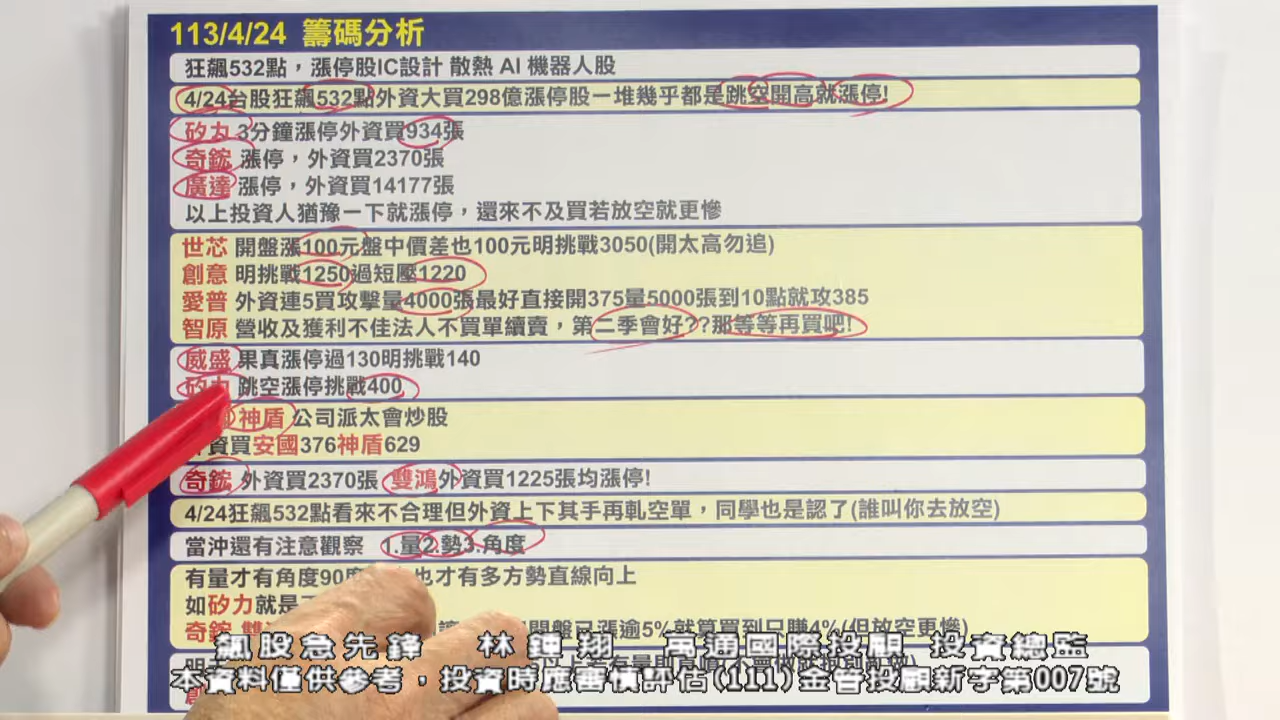 113/4/24 籌碼分析
狂飆532點，漲停股IC設計 散熱 AI 機器人股
4/24台股狂飆532點外資大買298億漲停股一堆幾乎都是跳空開高就漲停!
矽力 3分鐘漲停外資買934張
奇鋐 漲停，外資買2370張
廣達 漲停，外資買14177張
以上投資人猶豫一下就漲停，還來不及買若放空就更慘
世芯 開盤漲100元盤中價差也100元明挑戰3050(開太高勿追)
創意 明挑戰1250過短壓1220
愛普 外資連5買攻擊量4000張最好直接開375量5000張到10點就攻385
智原 營收及獲利不佳法人不買單續賣，第二季會好??那等等再買吧!
威盛 果真漲停過130明挑戰140
矽力 跳空漲停挑戰400
神盾 公司派太會炒股
資買安國376神盾629
奇鋐 外資買2370張 雙鴻外資買1225張均漲停!
4/24狂飆532點看來不合理但外資上下其手再軋空單，同學也是認了(誰叫你去放空)
當沖還有注意觀察 1.量2.勢3.角度
有量才有角度90 也才有多方勢直線向上
如矽力就是
奇鋐 雙 開盤已漲逾5%就算買到只賺4%(但放空更慘)
飆股急先鋒 林鍾翔 萬通國際投顧 投資總監
本資料僅供參考，投資時應審慎評估(111)金管投顧新字第007號